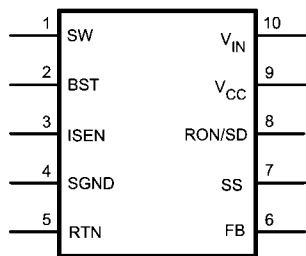 1 SW VIN 10
2 BST VCC 9
3 ISEN RON/SD 8
4 SGND SS 7
5 RTN FB 6